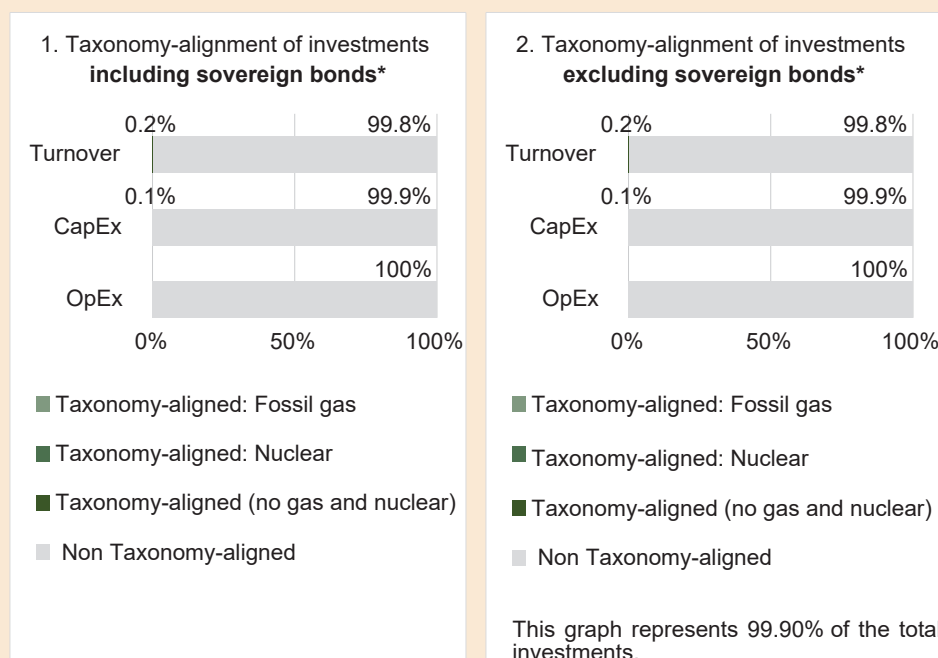 1. Taxonomy-alignment of investments
including sovereign bonds*
0.2% 99.8%
Turnover
0.1% 99.9%
CapEx
100%
OpEx
0% 50% 100%
Taxonomy-aligned: Fossil gas
Taxonomy-aligned: Nuclear
Taxonomy-aligned (no gas and nuclear)
Non Taxonomy-aligned
2. Taxonomy-alignment of investments
excluding sovereign bonds*
0.2% 99.8%
Turnover
0.1% 99.9%
CapEx
100%
OpEx
0% 50% 100%
Taxonomy-aligned: Fossil gas
Taxonomy-aligned: Nuclear
Taxonomy-aligned (no gas and nuclear)
Non Taxonomy-aligned
This graph represents 99.90% of the total
investments.